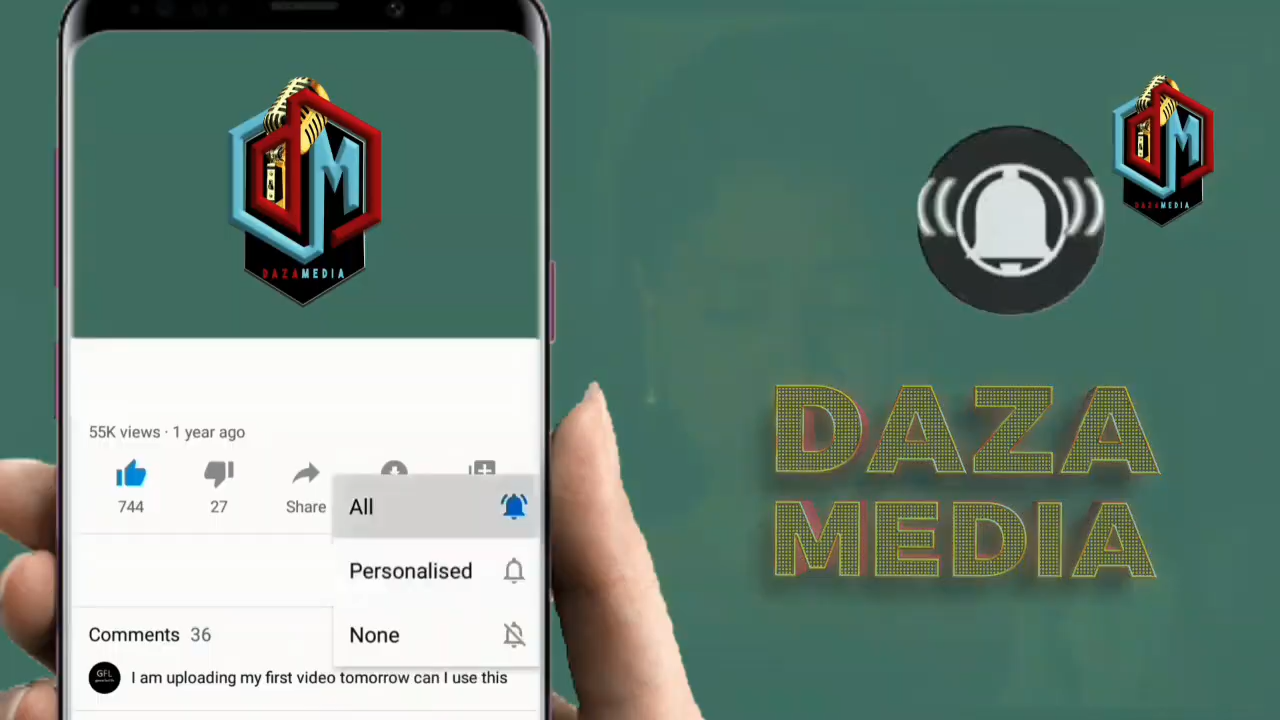 DAZAMEDIA
55K views · 1 year ago
744
27
Share
All
Personalised
None
Comments 36
GFL
I am uploading my first video tomorrow can I use this
DAZAMEDIA
DAZA
MEDIA